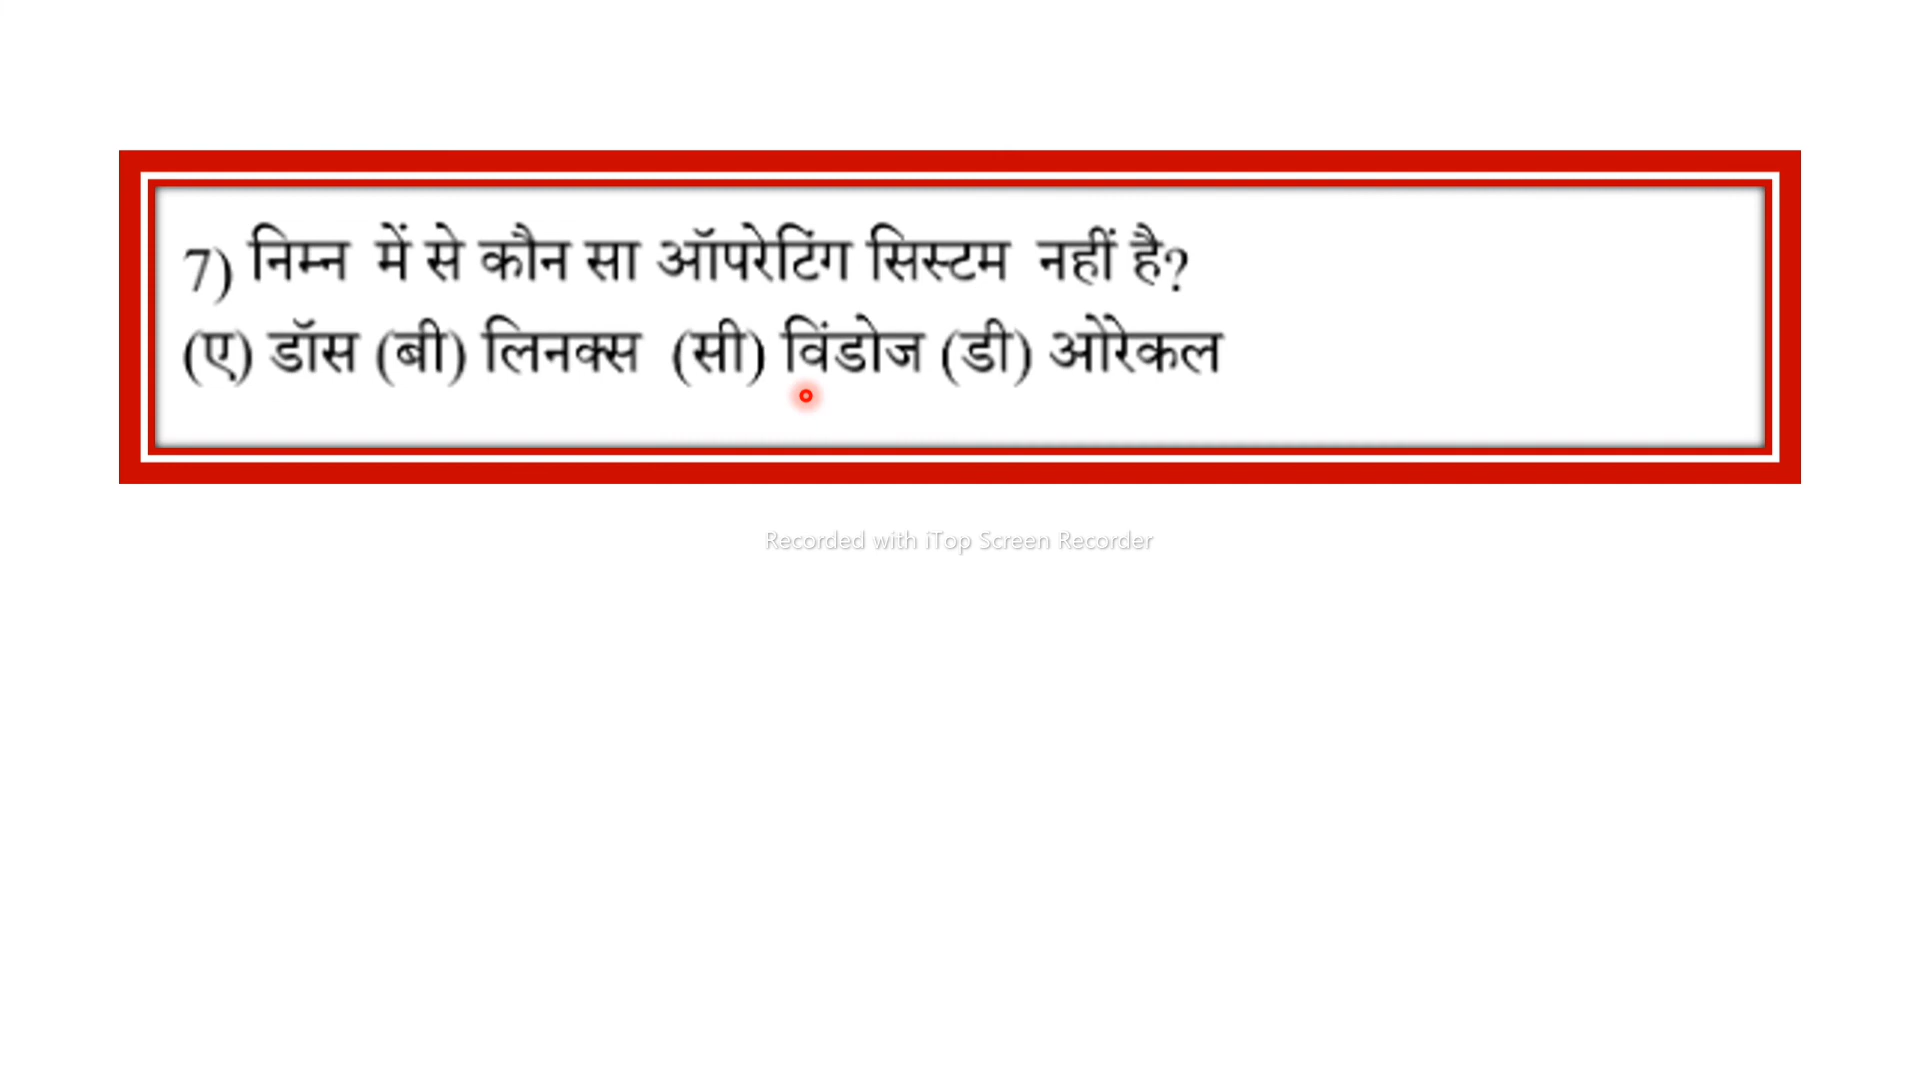 7) निम्न में से कौन सा ऑपरेटिंग सिस्टम नहीं है?
(ए) डॉस (बी) लिनक्स (सी) विंडोज (डी) ओरेकल
Recorded with iTop Screen Recorder